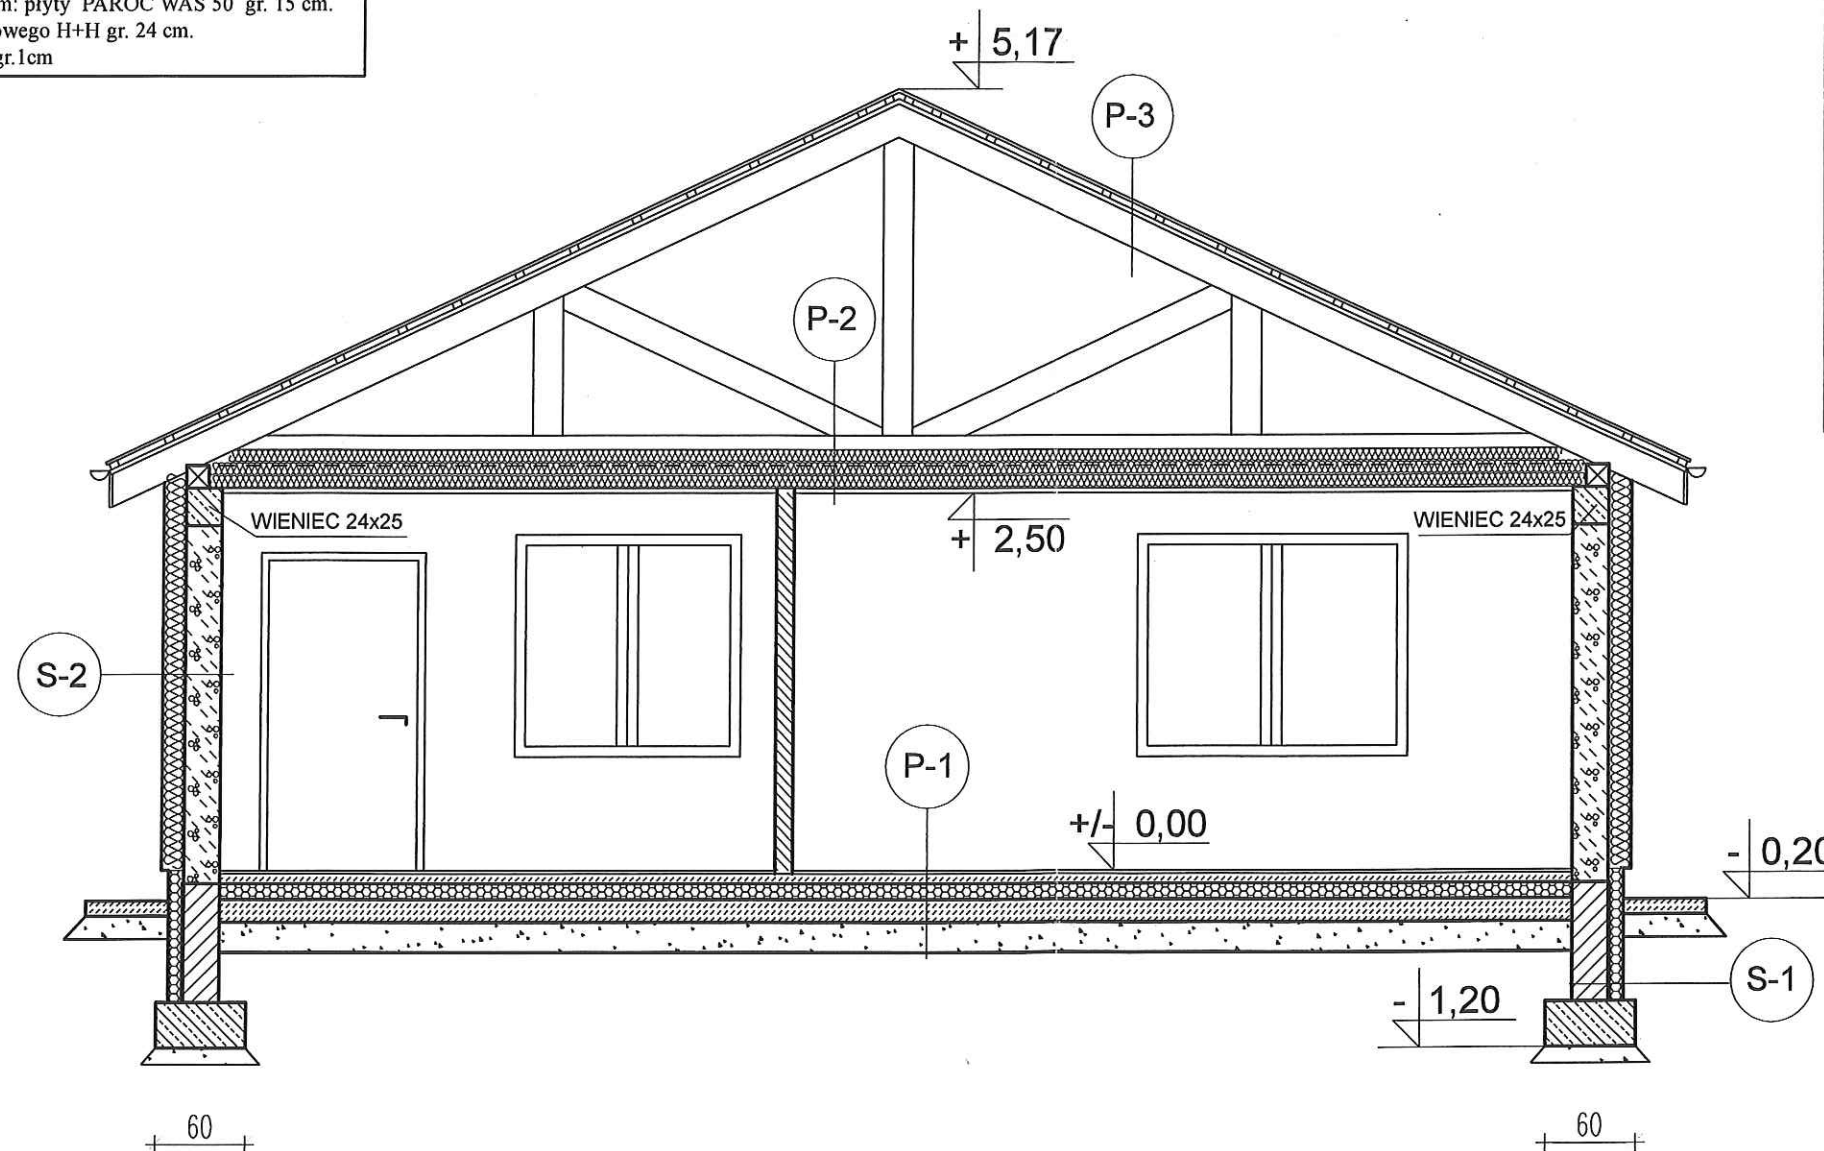 płyty PAROC WAS 50 gr. 15 cm.
H+H gr. 24 cm.
gr.1cm
+ 5,17
P-3
P-2
WIENIEC 24x25
WIENIEC 24x25
+ 2,50
S-2
P-1
+/- 0,00
- 0,20
S-1
- 1,20
60
60